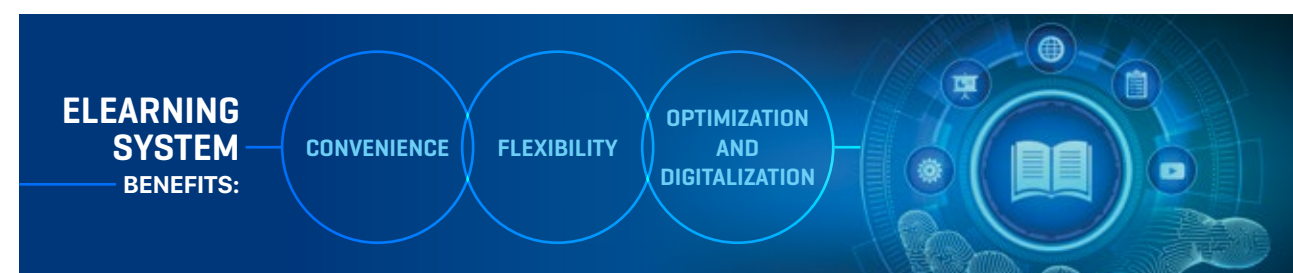 ELEARNING
SYSTEM
BENEFITS:
CONVENIENCE
FLEXIBILITY
OPTIMIZATION
AND
DIGITALIZATION